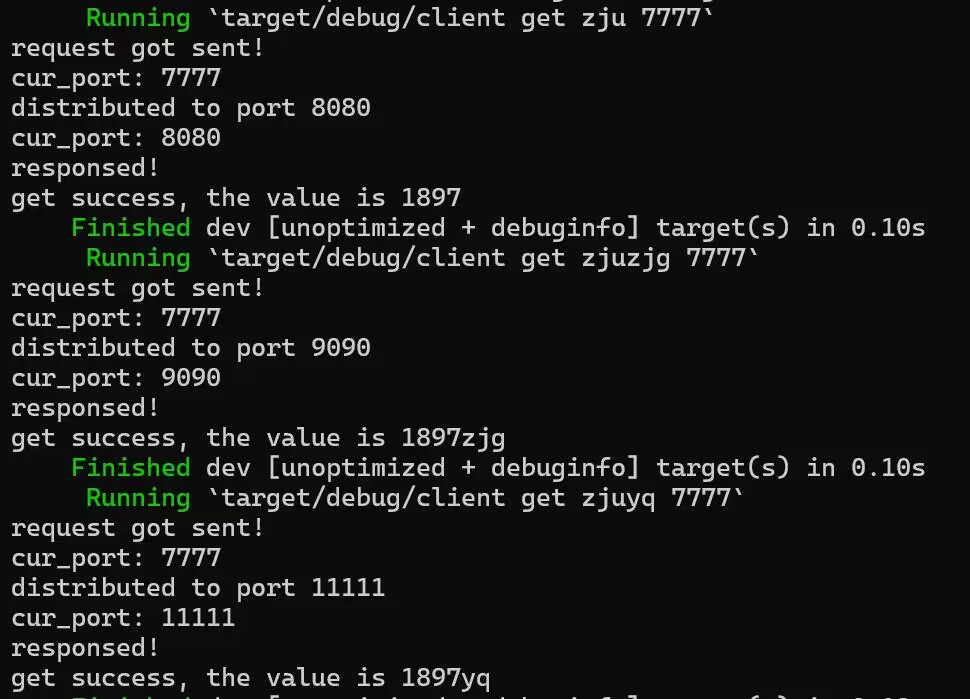 Running `target/debug/client get zju 7777`
request got sent!
cur_port: 7777
distributed to port 8080
cur_port: 8080
responsed!
get success, the value is 1897
Finished dev [unoptimized + debuginfo] target(s) in 0.10s
Running `target/debug/client get zjuzjg 7777`
request got sent!
cur_port: 7777
distributed to port 9090
cur_port: 9090
responsed!
get success, the value is 1897zjg
Finished dev [unoptimized + debuginfo] target(s) in 0.10s
Running `target/debug/client get zjuyq 7777`
request got sent!
cur_port: 7777
distributed to port 11111
cur_port: 11111
responsed!
get success, the value is 1897yq